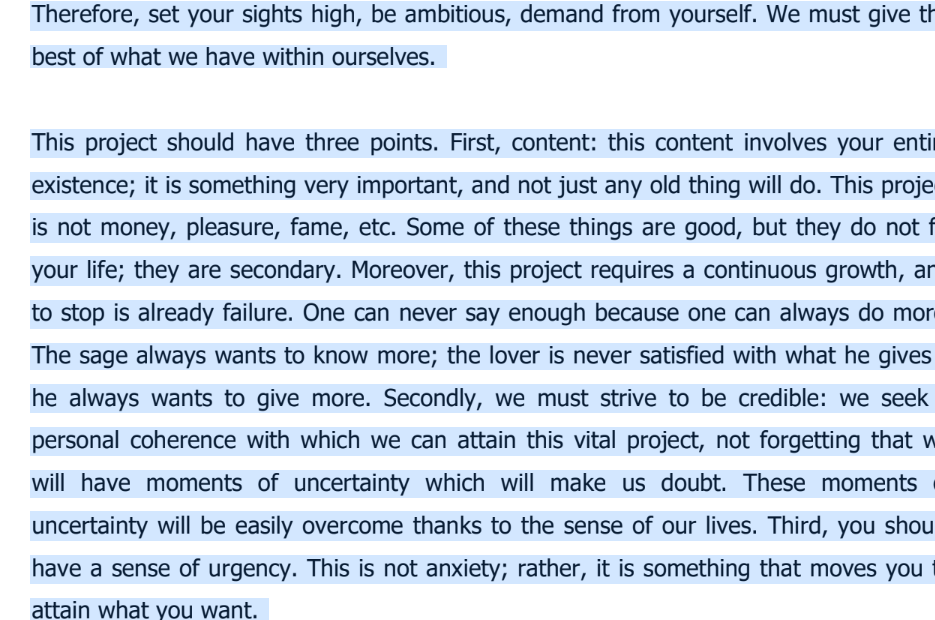 Therefore, set your sights high, be ambitious, demand from yourself. We must give th
best of what we have within ourselves.
This project should have three points. First, content: this content involves your enti
existence; it is something very important, and not just any old thing will do. This proje
is not money, pleasure, fame, etc. Some of these things are good, but they do not f
your life; they are secondary. Moreover, this project requires a continuous growth, an
to stop is already failure. One can never say enough because one can always do mor
The sage always wants to know more; the lover is never satisfied with what he gives
he always wants to give more. Secondly, we must strive to be credible: we seek
personal coherence with which we can attain this vital project, not forgetting that w
will have moments of uncertainty which will make us doubt. These moments
uncertainty will be easily overcome thanks to the sense of our lives. Third, you shou
have a sense of urgency. This is not anxiety; rather, it is something that moves you t
attain what you want.